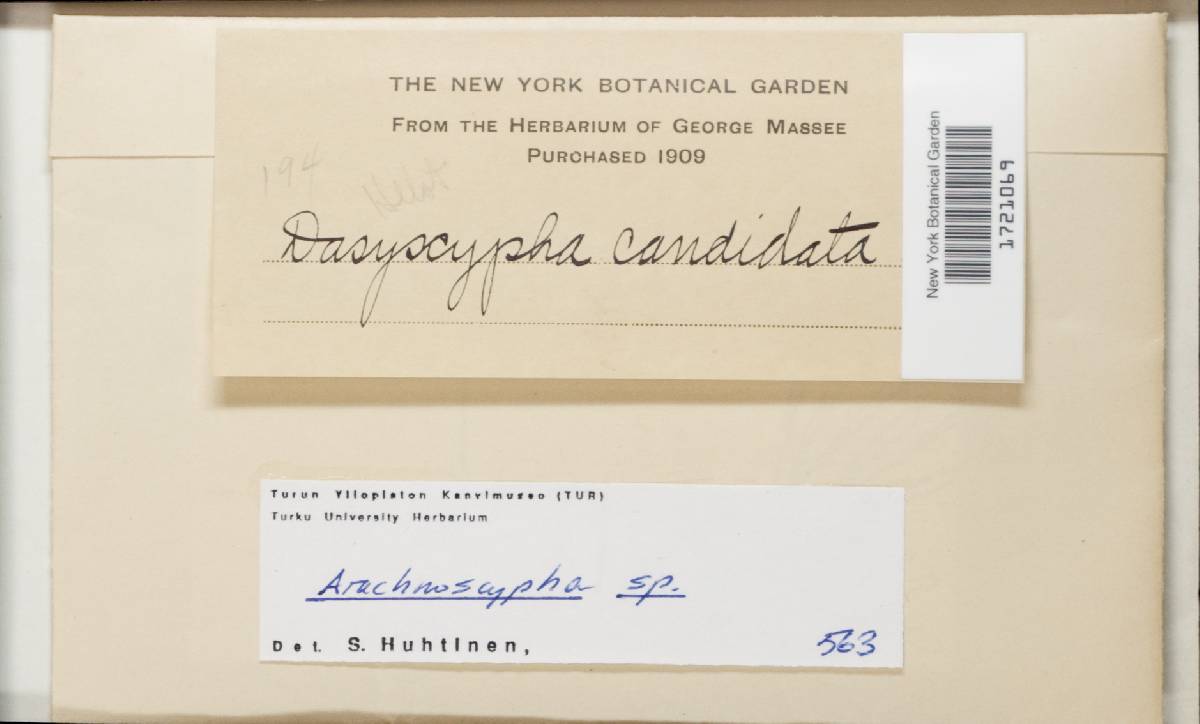 THE NEW YORK BOTANICAL GARDEN
FROM THE HERBARIUM OF GEORGE MASSEE
PURCHASED 1909
194
Dasyscypha candidata
New York Botanical Garden
1721069
Turun Yliopiston Kasvimuseo (TUR)
Turku University Herbarium
Arachnoscypha sp.
Det. S. Huhtinen,
563